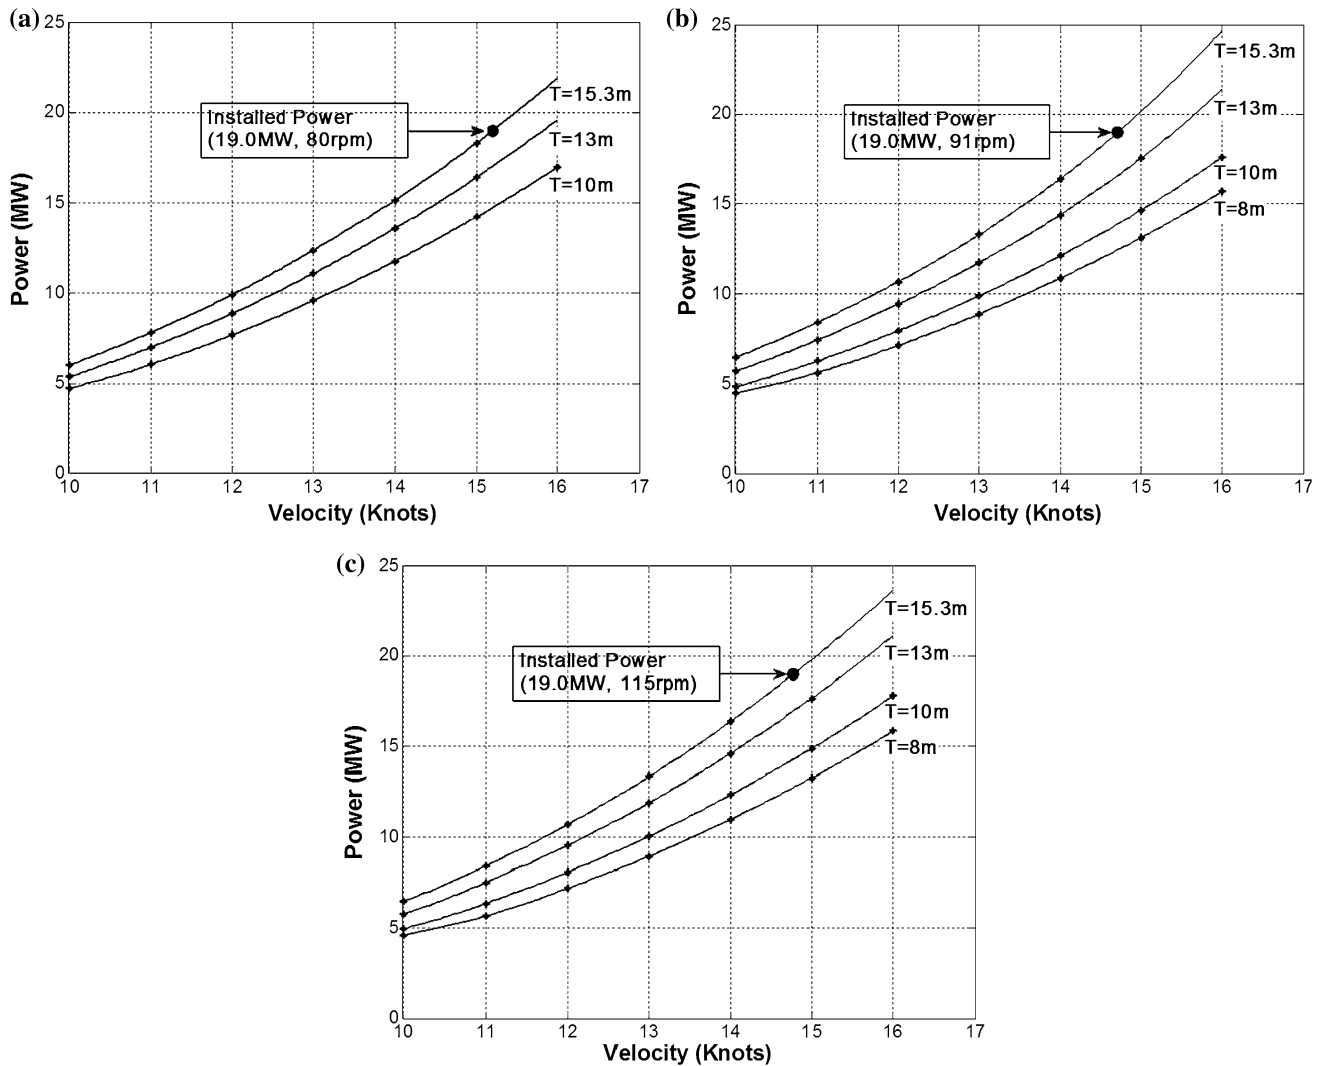 (a)
25
20
15
10
5
0
Power (MW)
Installed Power
(19.0MW, 80rpm)
T=15.3m
T=13m
T=10m
10 11 12 13 14 15 16 17
Velocity (Knots)
(b)
25
20
15
10
5
0
Power (MW)
Installed Power
(19.0MW, 91rpm)
T=15.3m
T=13m
T=10m
T=8m
10 11 12 13 14 15 16 17
Velocity (Knots)
(c)
25
20
15
10
5
0
Power (MW)
Installed Power
(19.0MW, 115rpm)
T=15.3m
T=13m
T=10m
T=8m
10 11 12 13 14 15 16 17
Velocity (Knots)